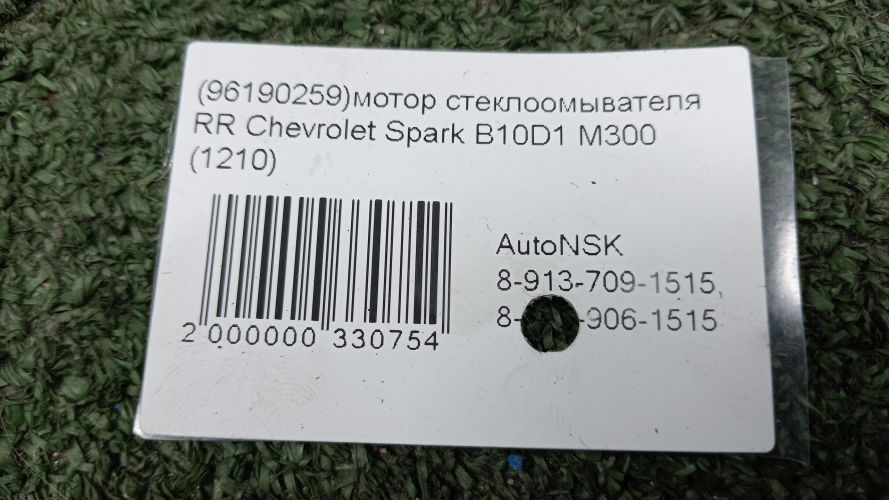 (96190259)мотор стеклоомывателя
RR Chevrolet Spark B10D1 M300
(1210)
AutoNSK
8-913-709-1515,
8- -906-1515
2 000000 330754